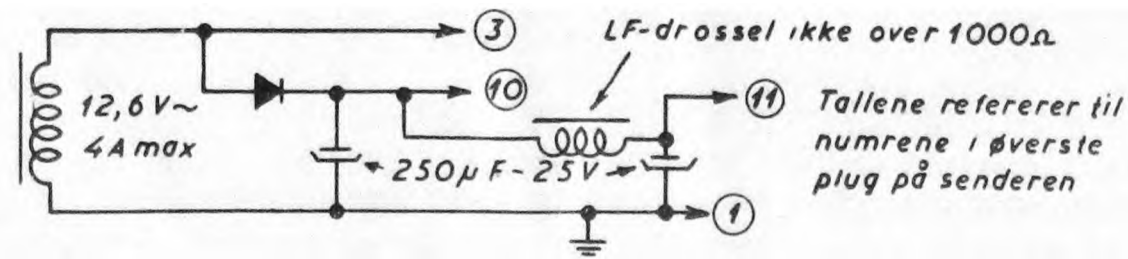 3
LF-drossel ikke over 1000Ω
12,6V~
4A max
10
11
250µF-25V
Tallene refererer til
numrene i øverste
plug på senderen
1